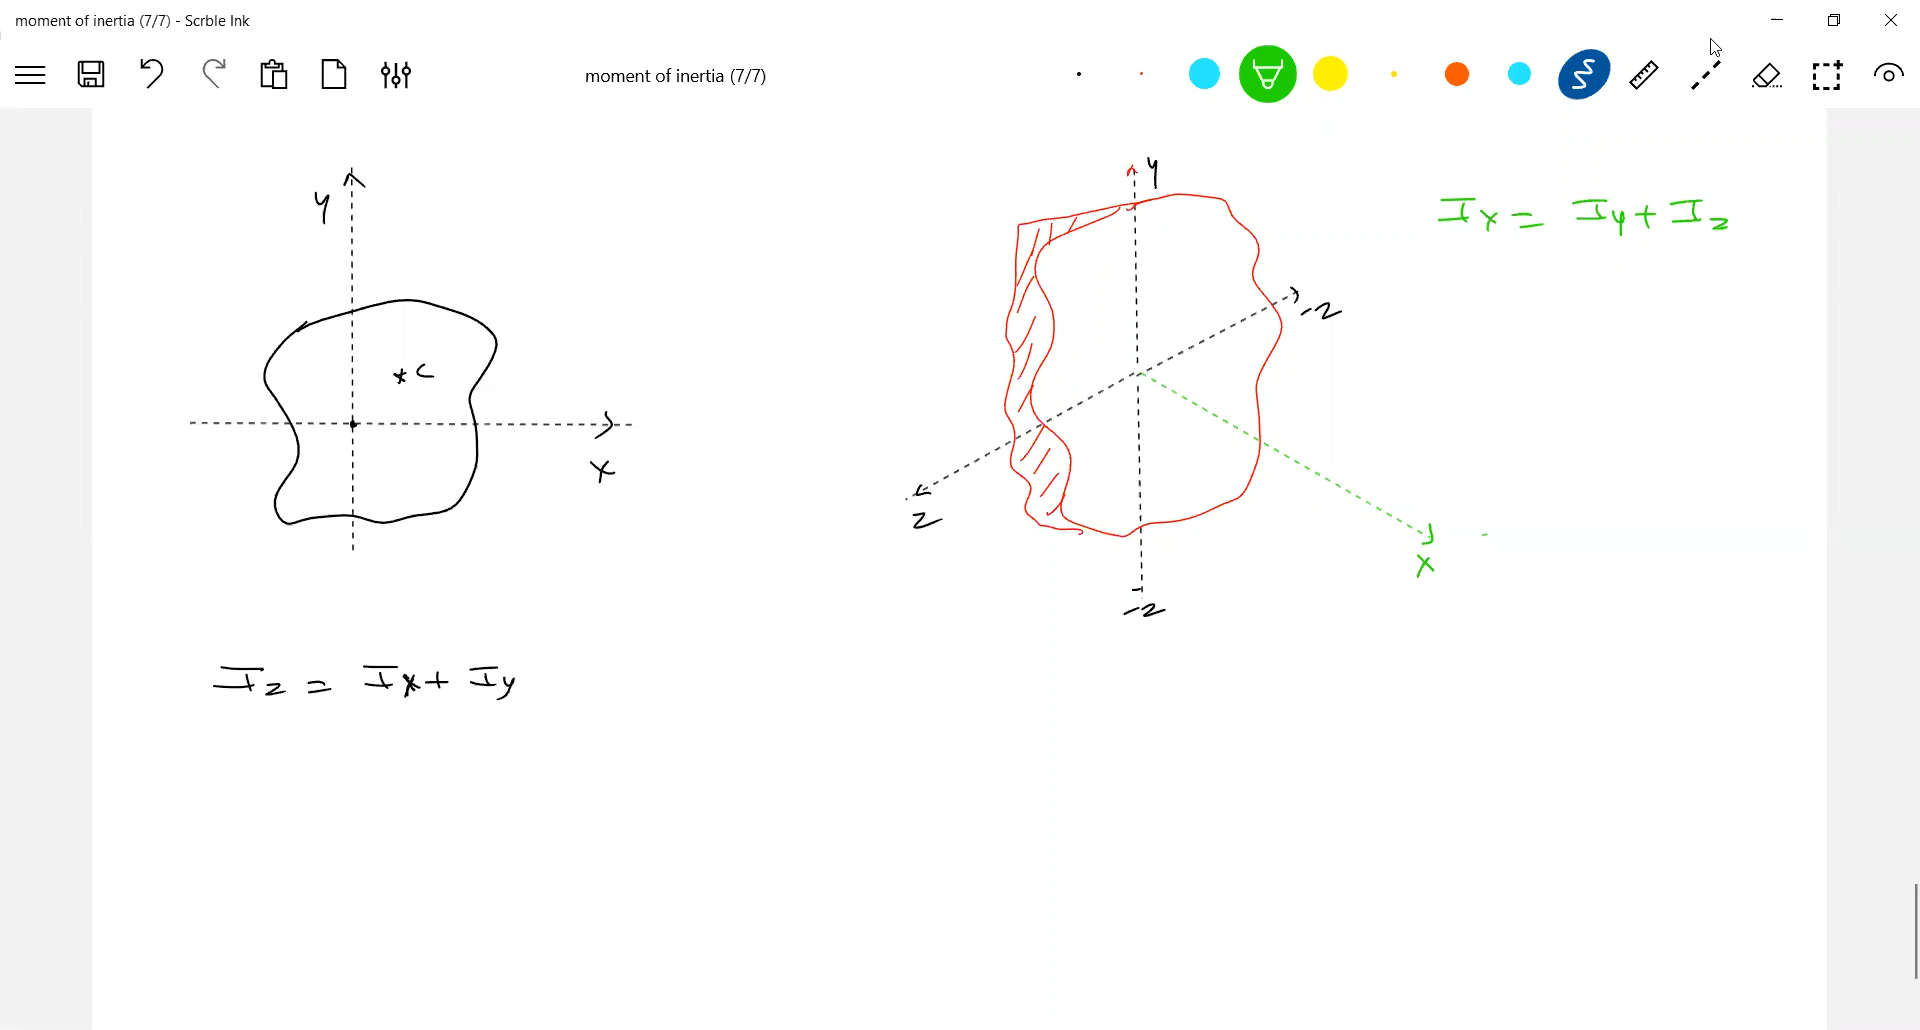 moment of inertia (7/7) - Scrble Ink
moment of inertia (7/7)
y
x
c
Iz = Ix + Iy
y
-z
z
x
-z
Ix = Iy + Iz